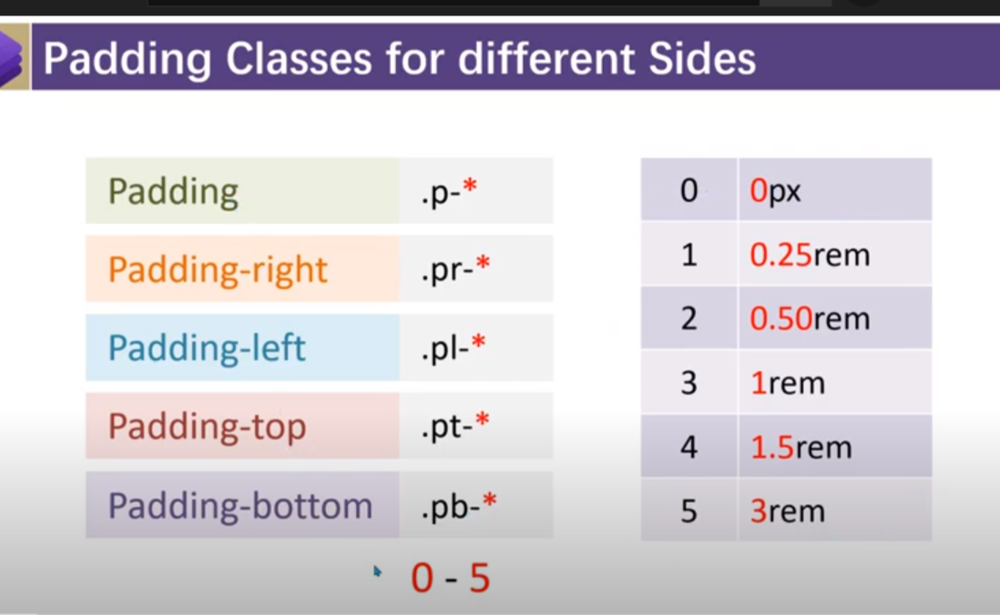 Padding Classes for different Sides
Padding .p-*
Padding-right .pr-*
Padding-left .pl-*
Padding-top .pt-*
Padding-bottom .pb-*
0 - 5
0 0px
1 0.25rem
2 0.50rem
3 1rem
4 1.5rem
5 3rem